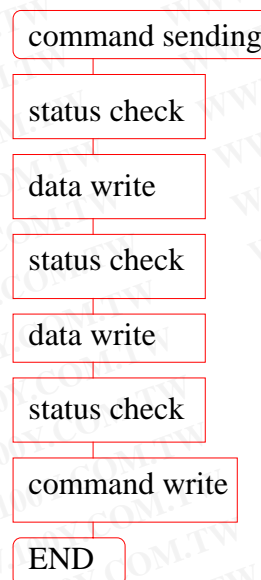 command sending
status check
data write
status check
data write
status check
command write
END